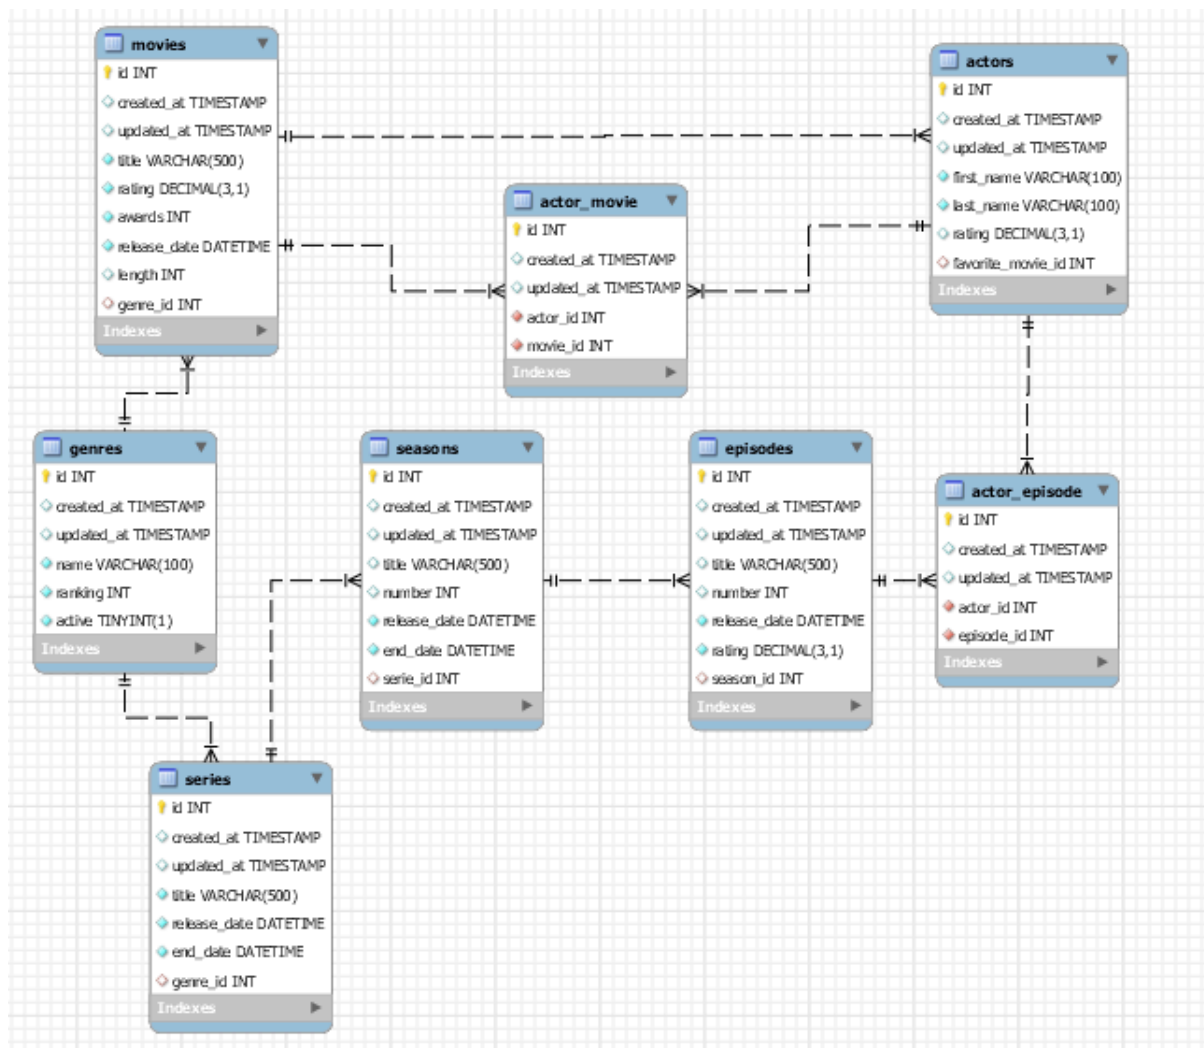 movies
id INT
created_at TIMESTAMP
updated_at TIMESTAMP
title VARCHAR(500)
rating DECIMAL(3,1)
awards INT
release_date DATETIME
length INT
genre_id INT
Indexes
actors
id INT
created_at TIMESTAMP
updated_at TIMESTAMP
first_name VARCHAR(100)
last_name VARCHAR(100)
rating DECIMAL(3,1)
favorite_movie_id INT
Indexes
actor_movie
id INT
created_at TIMESTAMP
updated_at TIMESTAMP
actor_id INT
movie_id INT
Indexes
genres
id INT
created_at TIMESTAMP
updated_at TIMESTAMP
name VARCHAR(100)
ranking INT
active TINYINT(1)
Indexes
seasons
id INT
created_at TIMESTAMP
updated_at TIMESTAMP
title VARCHAR(500)
number INT
release_date DATETIME
end_date DATETIME
serie_id INT
Indexes
episodes
id INT
created_at TIMESTAMP
updated_at TIMESTAMP
title VARCHAR(500)
number INT
release_date DATETIME
rating DECIMAL(3,1)
season_id INT
Indexes
actor_episode
id INT
created_at TIMESTAMP
updated_at TIMESTAMP
actor_id INT
episode_id INT
Indexes
series
id INT
created_at TIMESTAMP
updated_at TIMESTAMP
title VARCHAR(500)
release_date DATETIME
end_date DATETIME
genre_id INT
Indexes